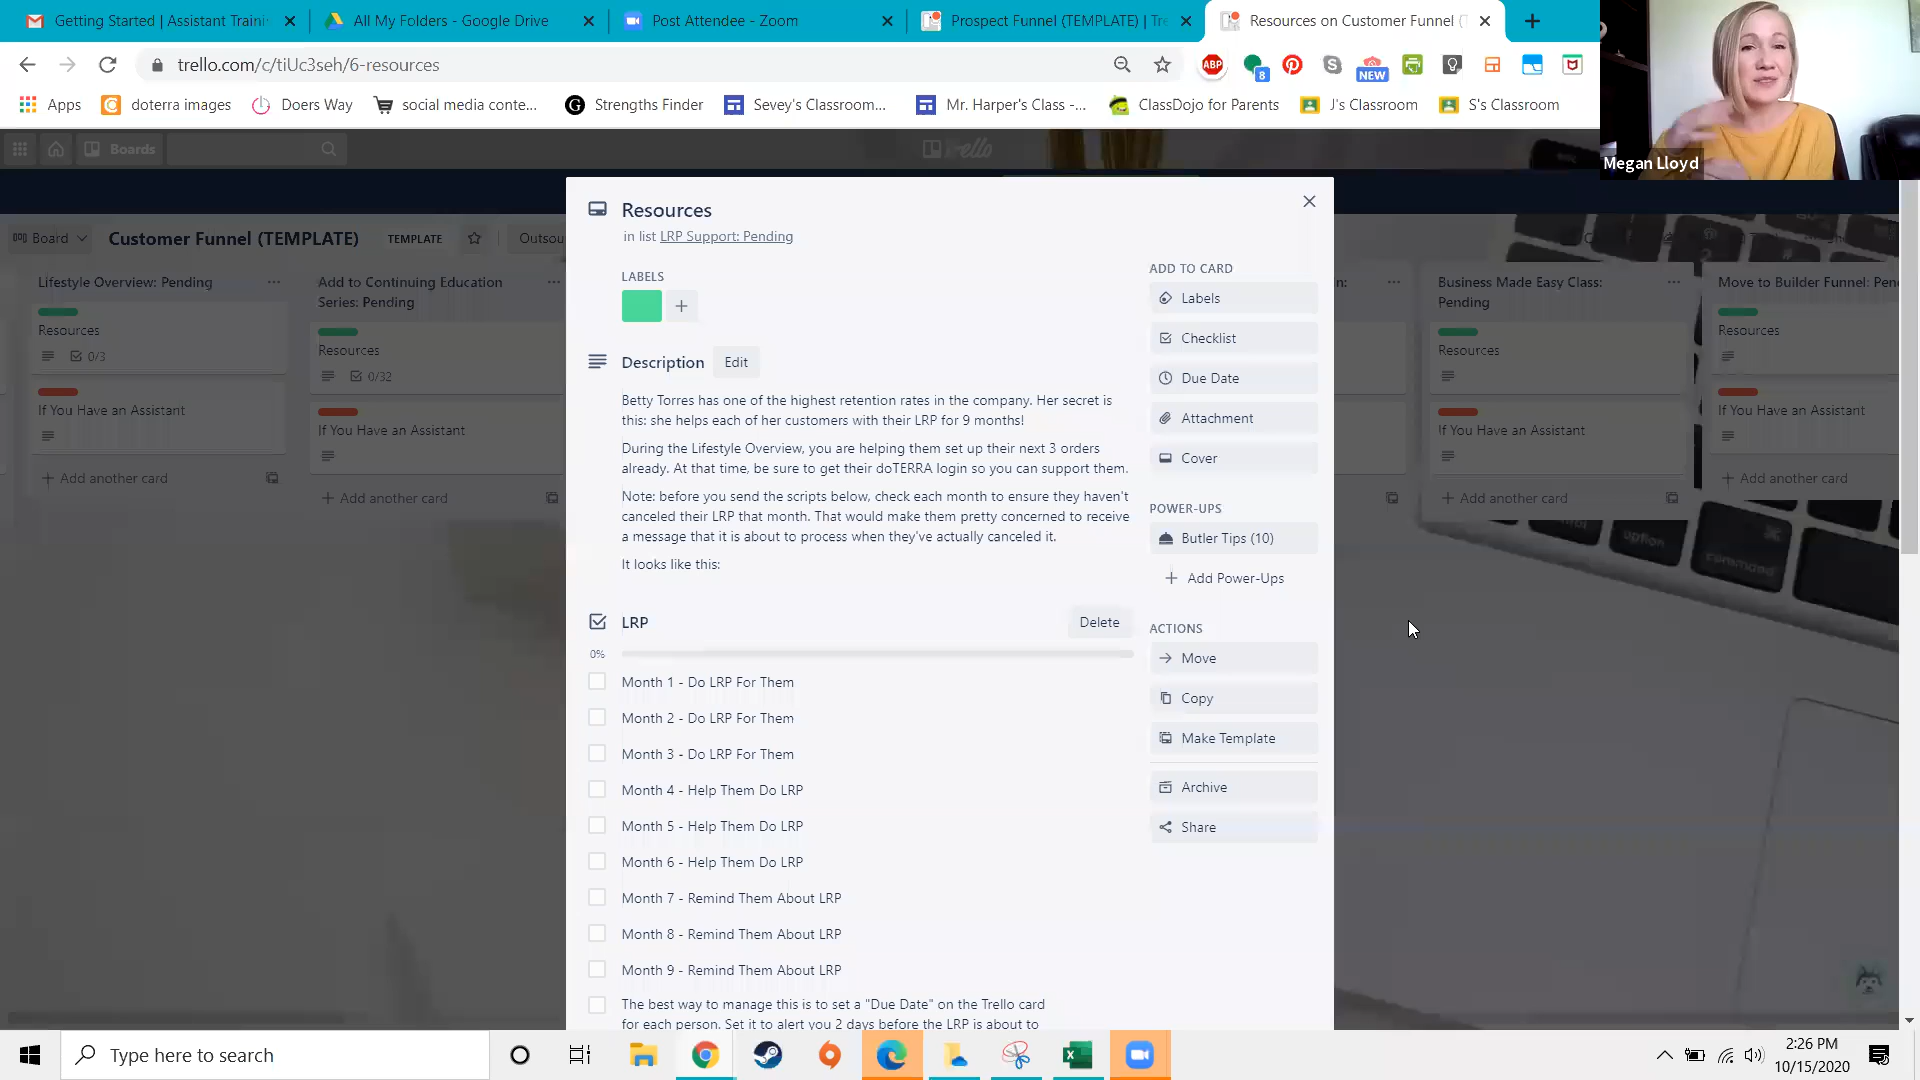 Getting Started | Assistant Traini
All My Folders - Google Drive
Post Attendee - Zoom
Prospect Funnel (TEMPLATE) | Tre
Resources on Customer Funnel (T
trello.com/c/tiUc3seh/6-resources
ABP
8
NEW
Apps
doterra images
Doers Way
social media conte...
Strengths Finder
Sevey's Classroom...
Mr. Harper's Class -...
ClassDojo for Parents
J's Classroom
S's Classroom
Megan Lloyd
Boards
Trello
Board
Customer Funnel (TEMPLATE)
TEMPLATE
Lifestyle Overview: Pending
Resources
0/3
If You Have an Assistant
Add another card
Add to Continuing Education
Series: Pending
Resources
0/32
If You Have an Assistant
Add another card
Resources
in list LRP Support: Pending
LABELS
Description
Edit
Betty Torres has one of the highest retention rates in the company. Her secret is
this: she helps each of her customers with their LRP for 9 months!
During the Lifestyle Overview, you are helping them set up their next 3 orders
already. At that time, be sure to get their doTERRA login so you can support them.
Note: before you send the scripts below, check each month to ensure they haven't
canceled their LRP that month. That would make them pretty concerned to receive
a message that it is about to process when they've actually canceled it.
It looks like this:
LRP
Delete
0%
Month 1 - Do LRP For Them
Month 2 - Do LRP For Them
Month 3 - Do LRP For Them
Month 4 - Help Them Do LRP
Month 5 - Help Them Do LRP
Month 6 - Help Them Do LRP
Month 7 - Remind Them About LRP
Month 8 - Remind Them About LRP
Month 9 - Remind Them About LRP
The best way to manage this is to set a "Due Date" on the Trello card
for each person. Set it to alert you 2 days before the LRP is about to
ADD TO CARD
Labels
Checklist
Due Date
Attachment
Cover
POWER-UPS
Butler Tips (10)
Add Power-Ups
ACTIONS
Move
Copy
Make Template
Archive
Share
Business Made Easy Class:
Pending
Resources
If You Have an Assistant
Add another card
Move to Builder Funnel: Pen
Resources
If You Have an Assistant
Add another card
option
command
Type here to search
2:26 PM
10/15/2020